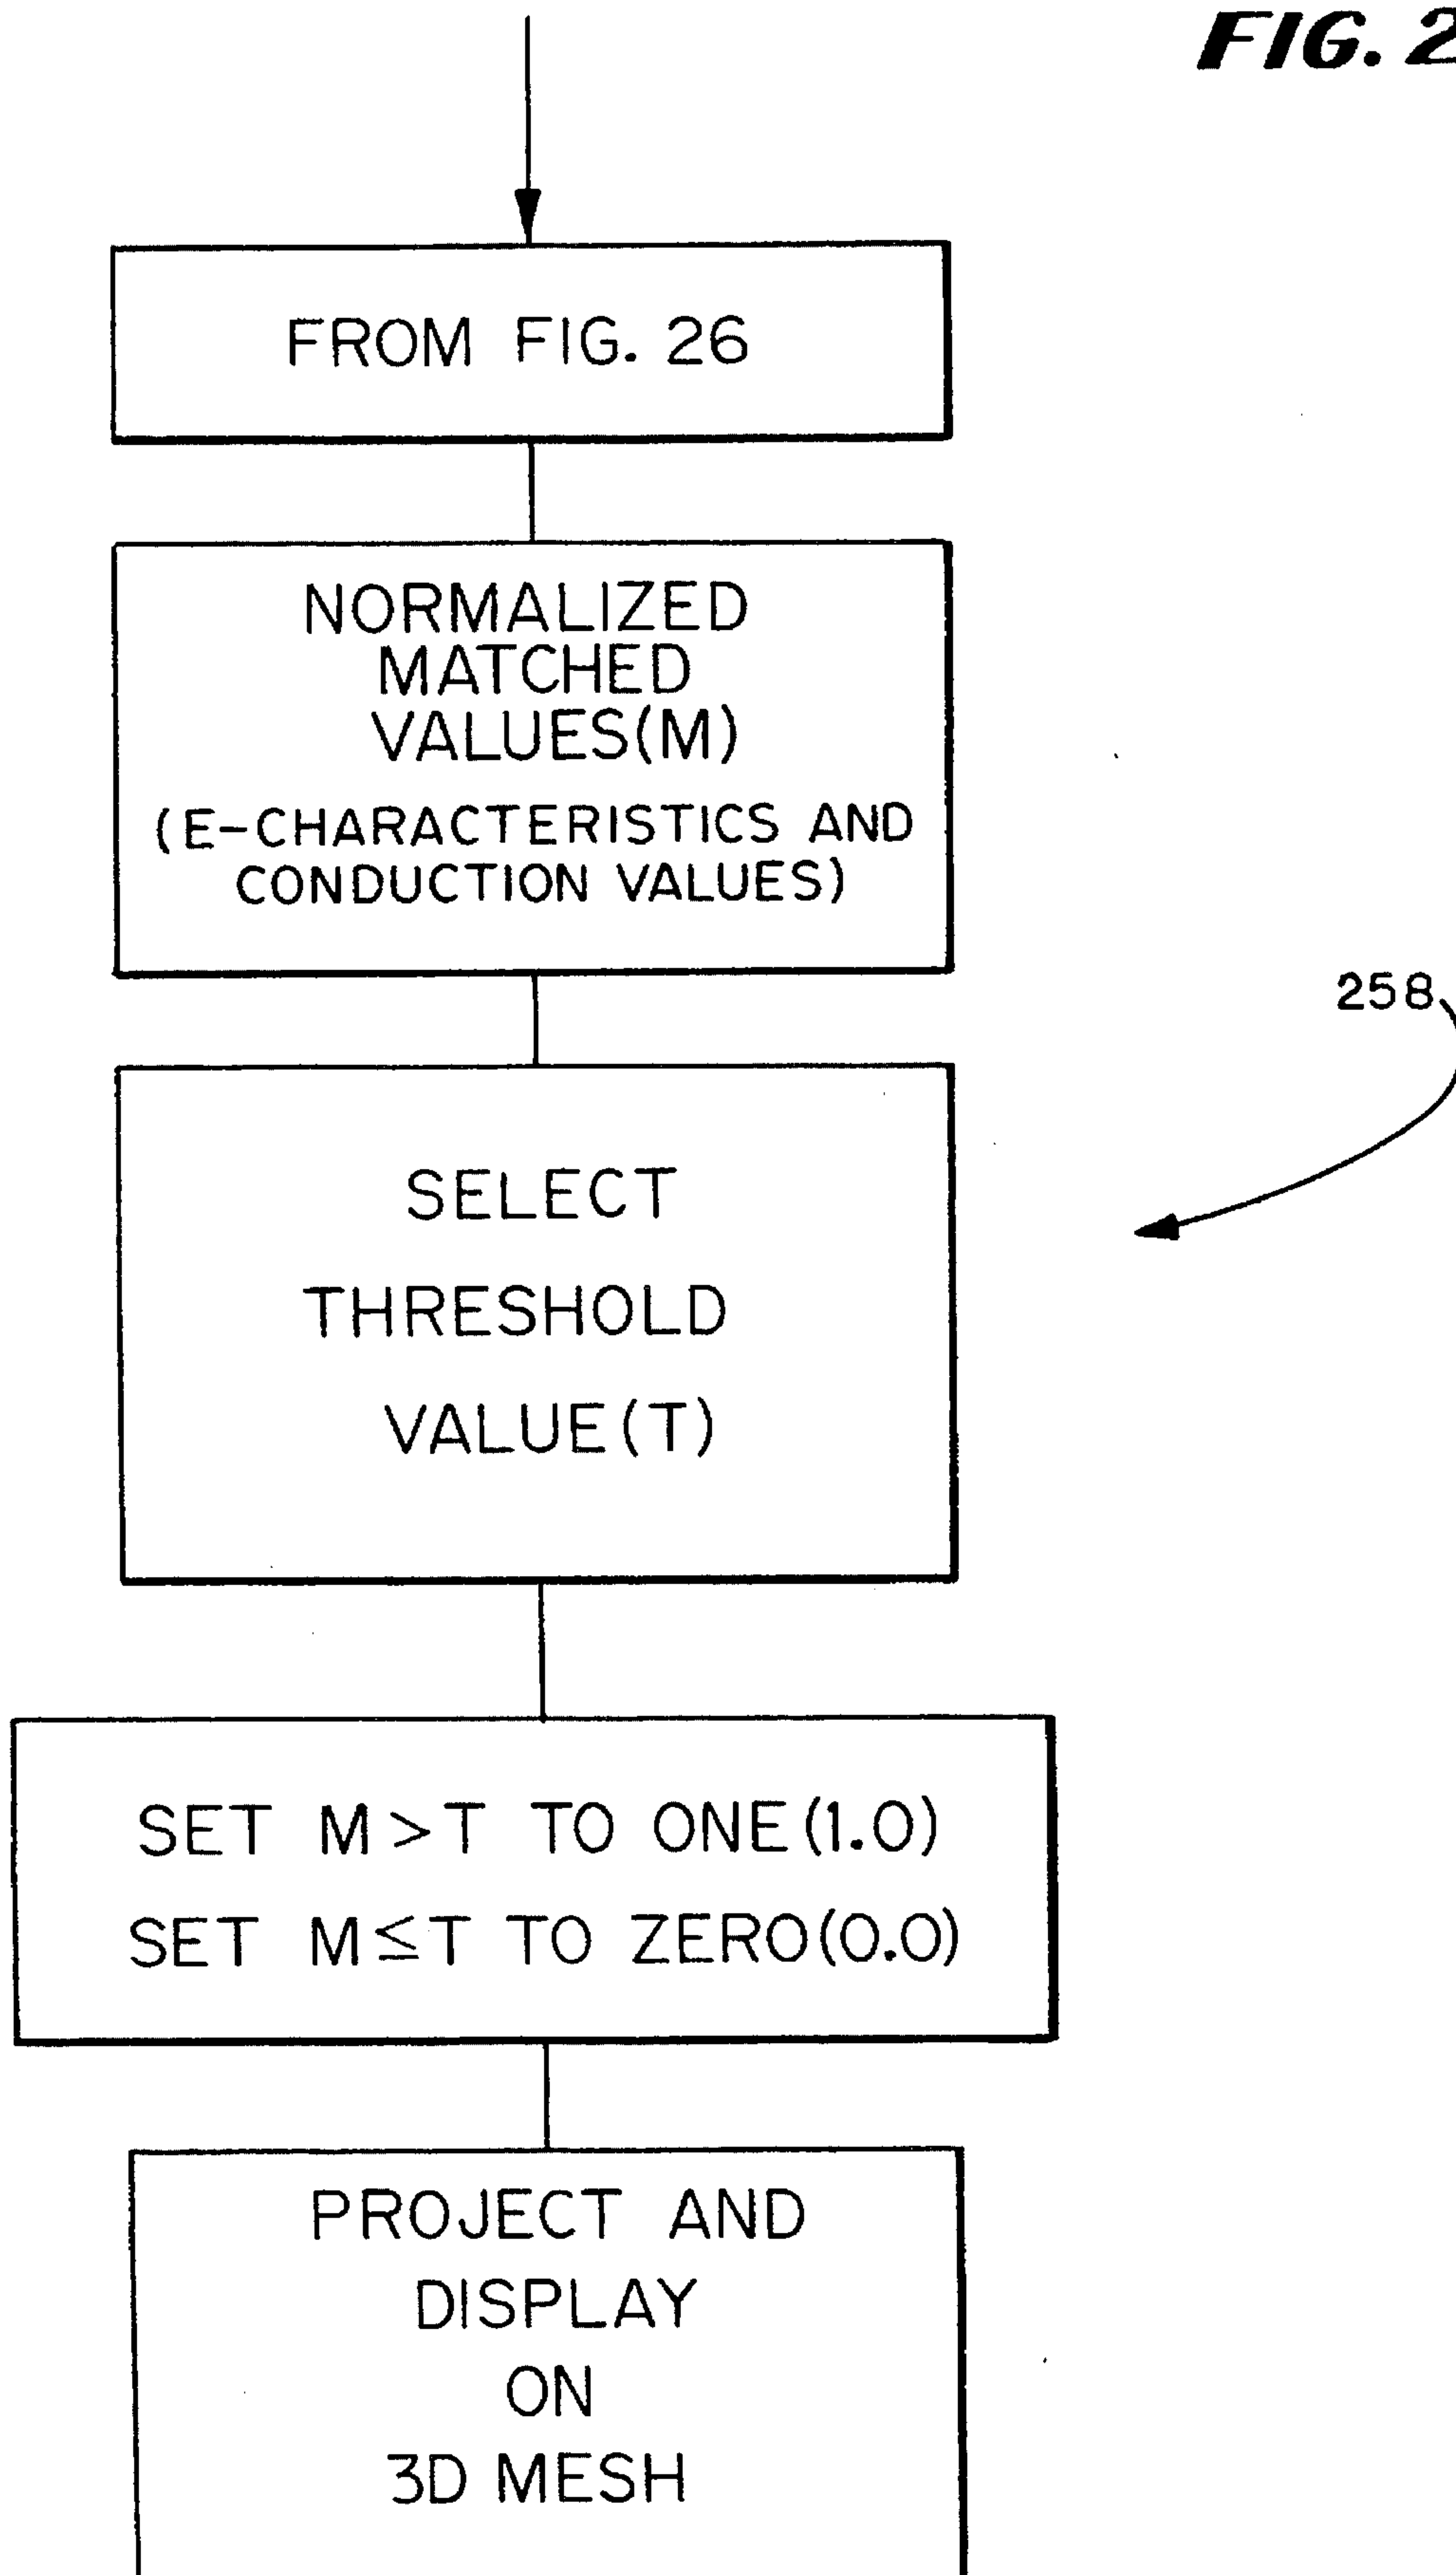 FIG. 2
FROM FIG. 26
NORMALIZED
MATCHED
VALUES(M)
(E-CHARACTERISTICS AND
CONDUCTION VALUES)
258
SELECT
THRESHOLD
VALUE(T)
SET M>T TO ONE(1.0)
SET M≤T TO ZERO(0.0)
PROJECT AND
DISPLAY
ON
3D MESH